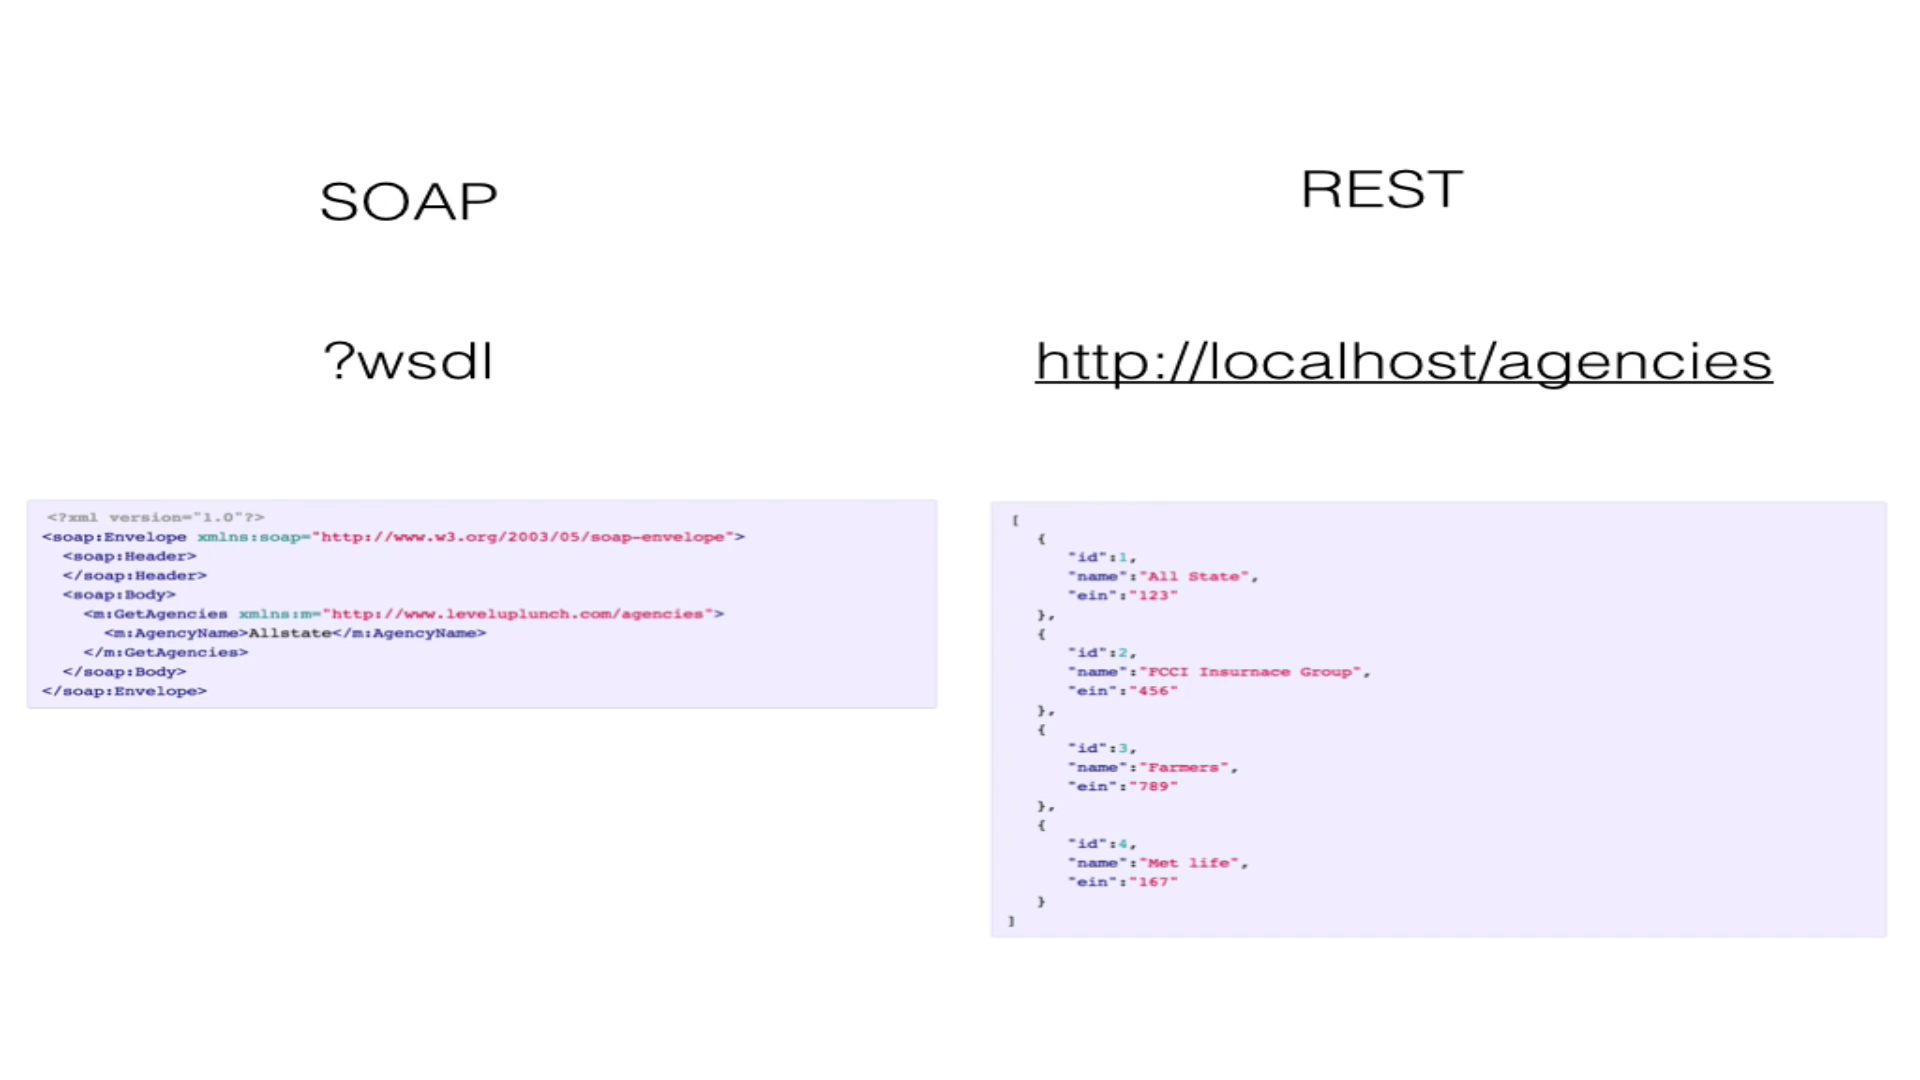 SOAP
?wsdl
<?xml version="1.0"?>
<soap:Envelope xmlns:soap="http://www.w3.org/2003/05/soap-envelope">
<soap:Header>
</soap:Header>
<soap:Body>
<m:GetAgencies xmlns:m="http://www.leveluplunch.com/agencies">
<m:AgencyName>Allstate</m:AgencyName>
</m:GetAgencies>
</soap:Body>
</soap:Envelope>
REST
http://localhost/agencies
[
{
"id":1,
"name":"All State",
"ein":"123"
},
{
"id":2,
"name":"FCCI Insurnace Group",
"ein":"456"
},
{
"id":3,
"name":"Farmers",
"ein":"789"
},
{
"id":4,
"name":"Met life",
"ein":"167"
}
]